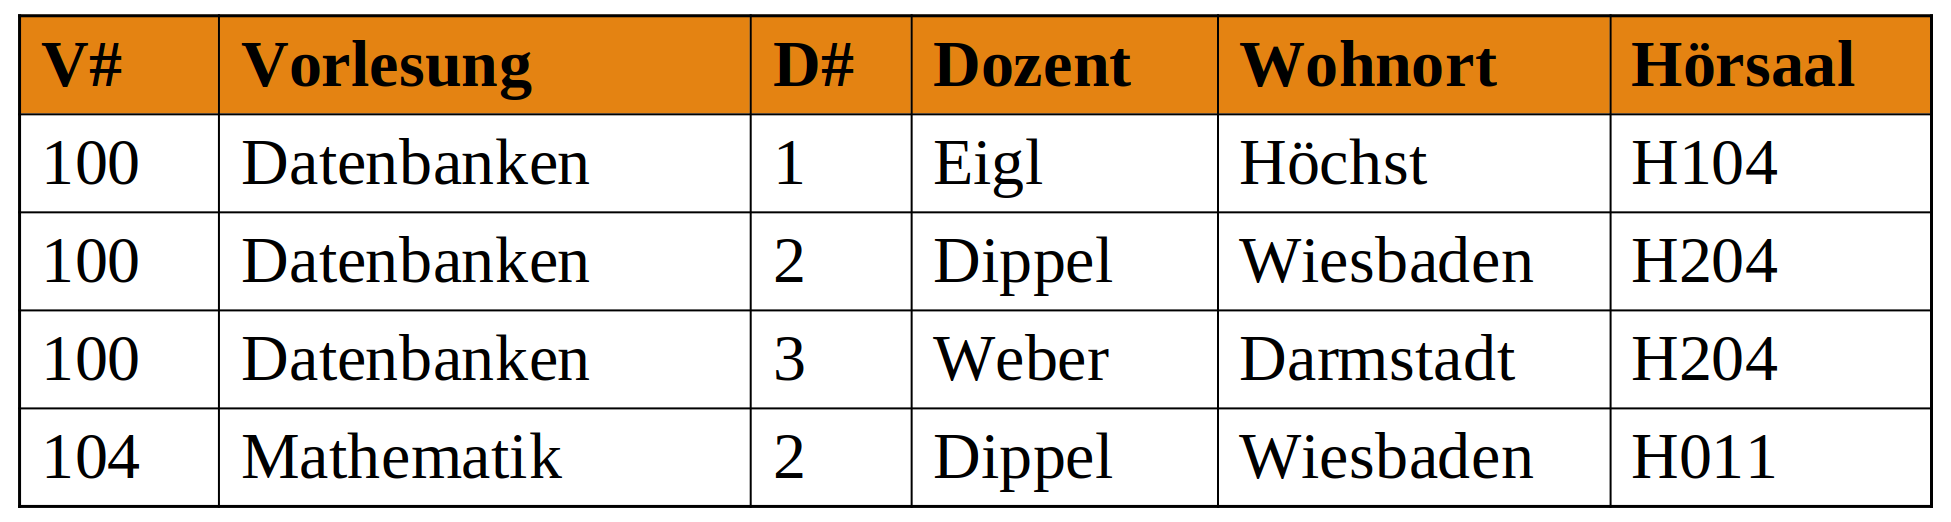 V# Vorlesung D# Dozent Wohnort Hörsaal
100 Datenbanken 1 Eigl Höchst H104
100 Datenbanken 2 Dippel Wiesbaden H204
100 Datenbanken 3 Weber Darmstadt H204
104 Mathematik 2 Dippel Wiesbaden H011